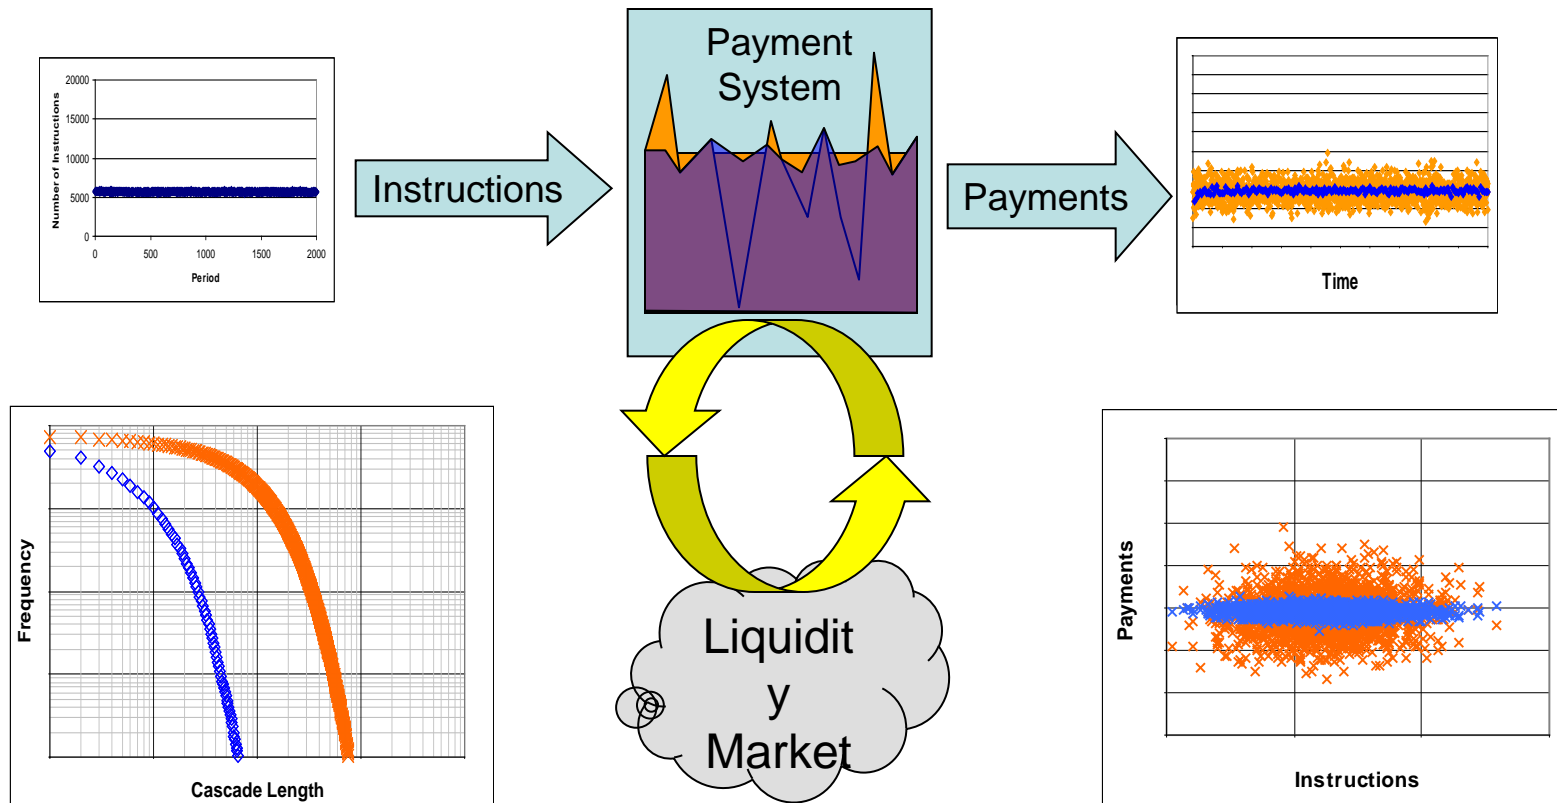 Payment
System
Number of Instructions
20000
15000
10000
5000
0
0 500 1000 1500 2000
Period
Instructions
Payments
Time
Frequency
Cascade Length
Liquidit
y
Market
Payments
Instructions